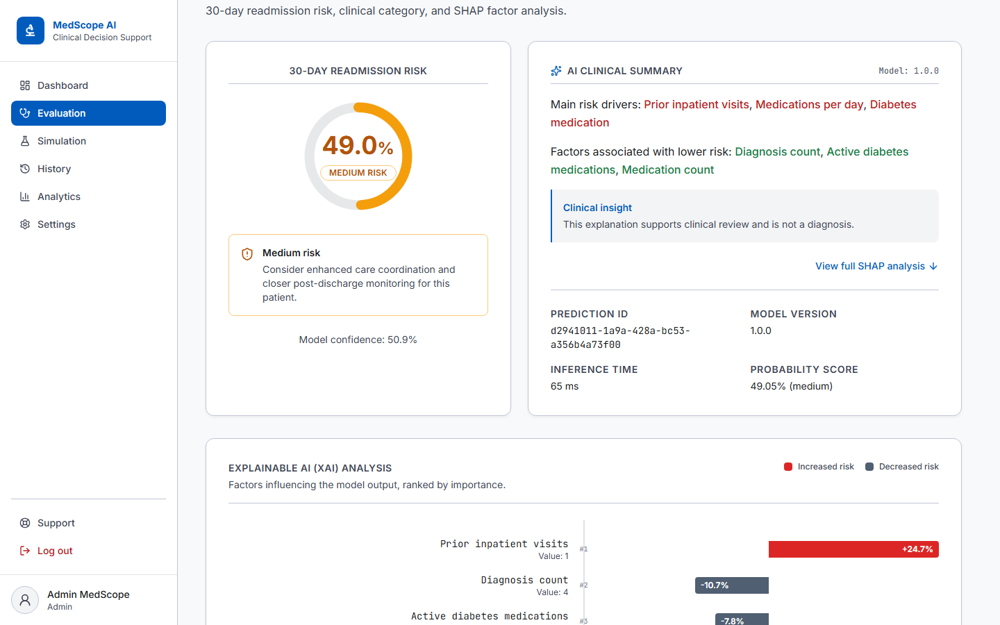 MedScope AI
Clinical Decision Support
Dashboard
Evaluation
Simulation
History
Analytics
Settings
Support
Log out
Admin MedScope
Admin
30-day readmission risk, clinical category, and SHAP factor analysis.
30-DAY READMISSION RISK
49.0%
MEDIUM RISK
Medium risk
Consider enhanced care coordination and
closer post-discharge monitoring for this
patient.
Model confidence: 50.9%
AI CLINICAL SUMMARY
Model: 1.0.0
Main risk drivers: Prior inpatient visits, Medications per day, Diabetes
medication
Factors associated with lower risk: Diagnosis count, Active diabetes
medications, Medication count
Clinical insight
This explanation supports clinical review and is not a diagnosis.
View full SHAP analysis
PREDICTION ID
d2941011-1a9a-428a-bc53-
a356b4a73f00
MODEL VERSION
1.0.0
INFERENCE TIME
65 ms
PROBABILITY SCORE
49.05% (medium)
EXPLAINABLE AI (XAI) ANALYSIS
Factors influencing the model output, ranked by importance.
Increased risk
Decreased risk
Prior inpatient visits
Value: 1
#1
+24.7%
Diagnosis count
Value: 4
#2
-10.7%
Active diabetes medications
#3
-7.8%